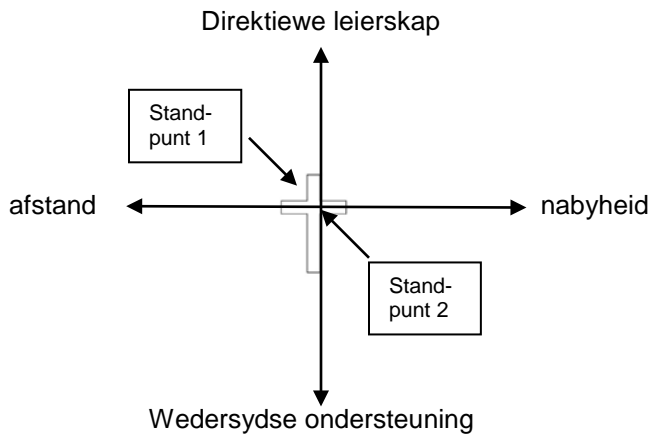 Direktiewe leierskap
Stand-
punt 1
afstand
nabyheid
Stand-
punt 2
Wedersydse ondersteuning